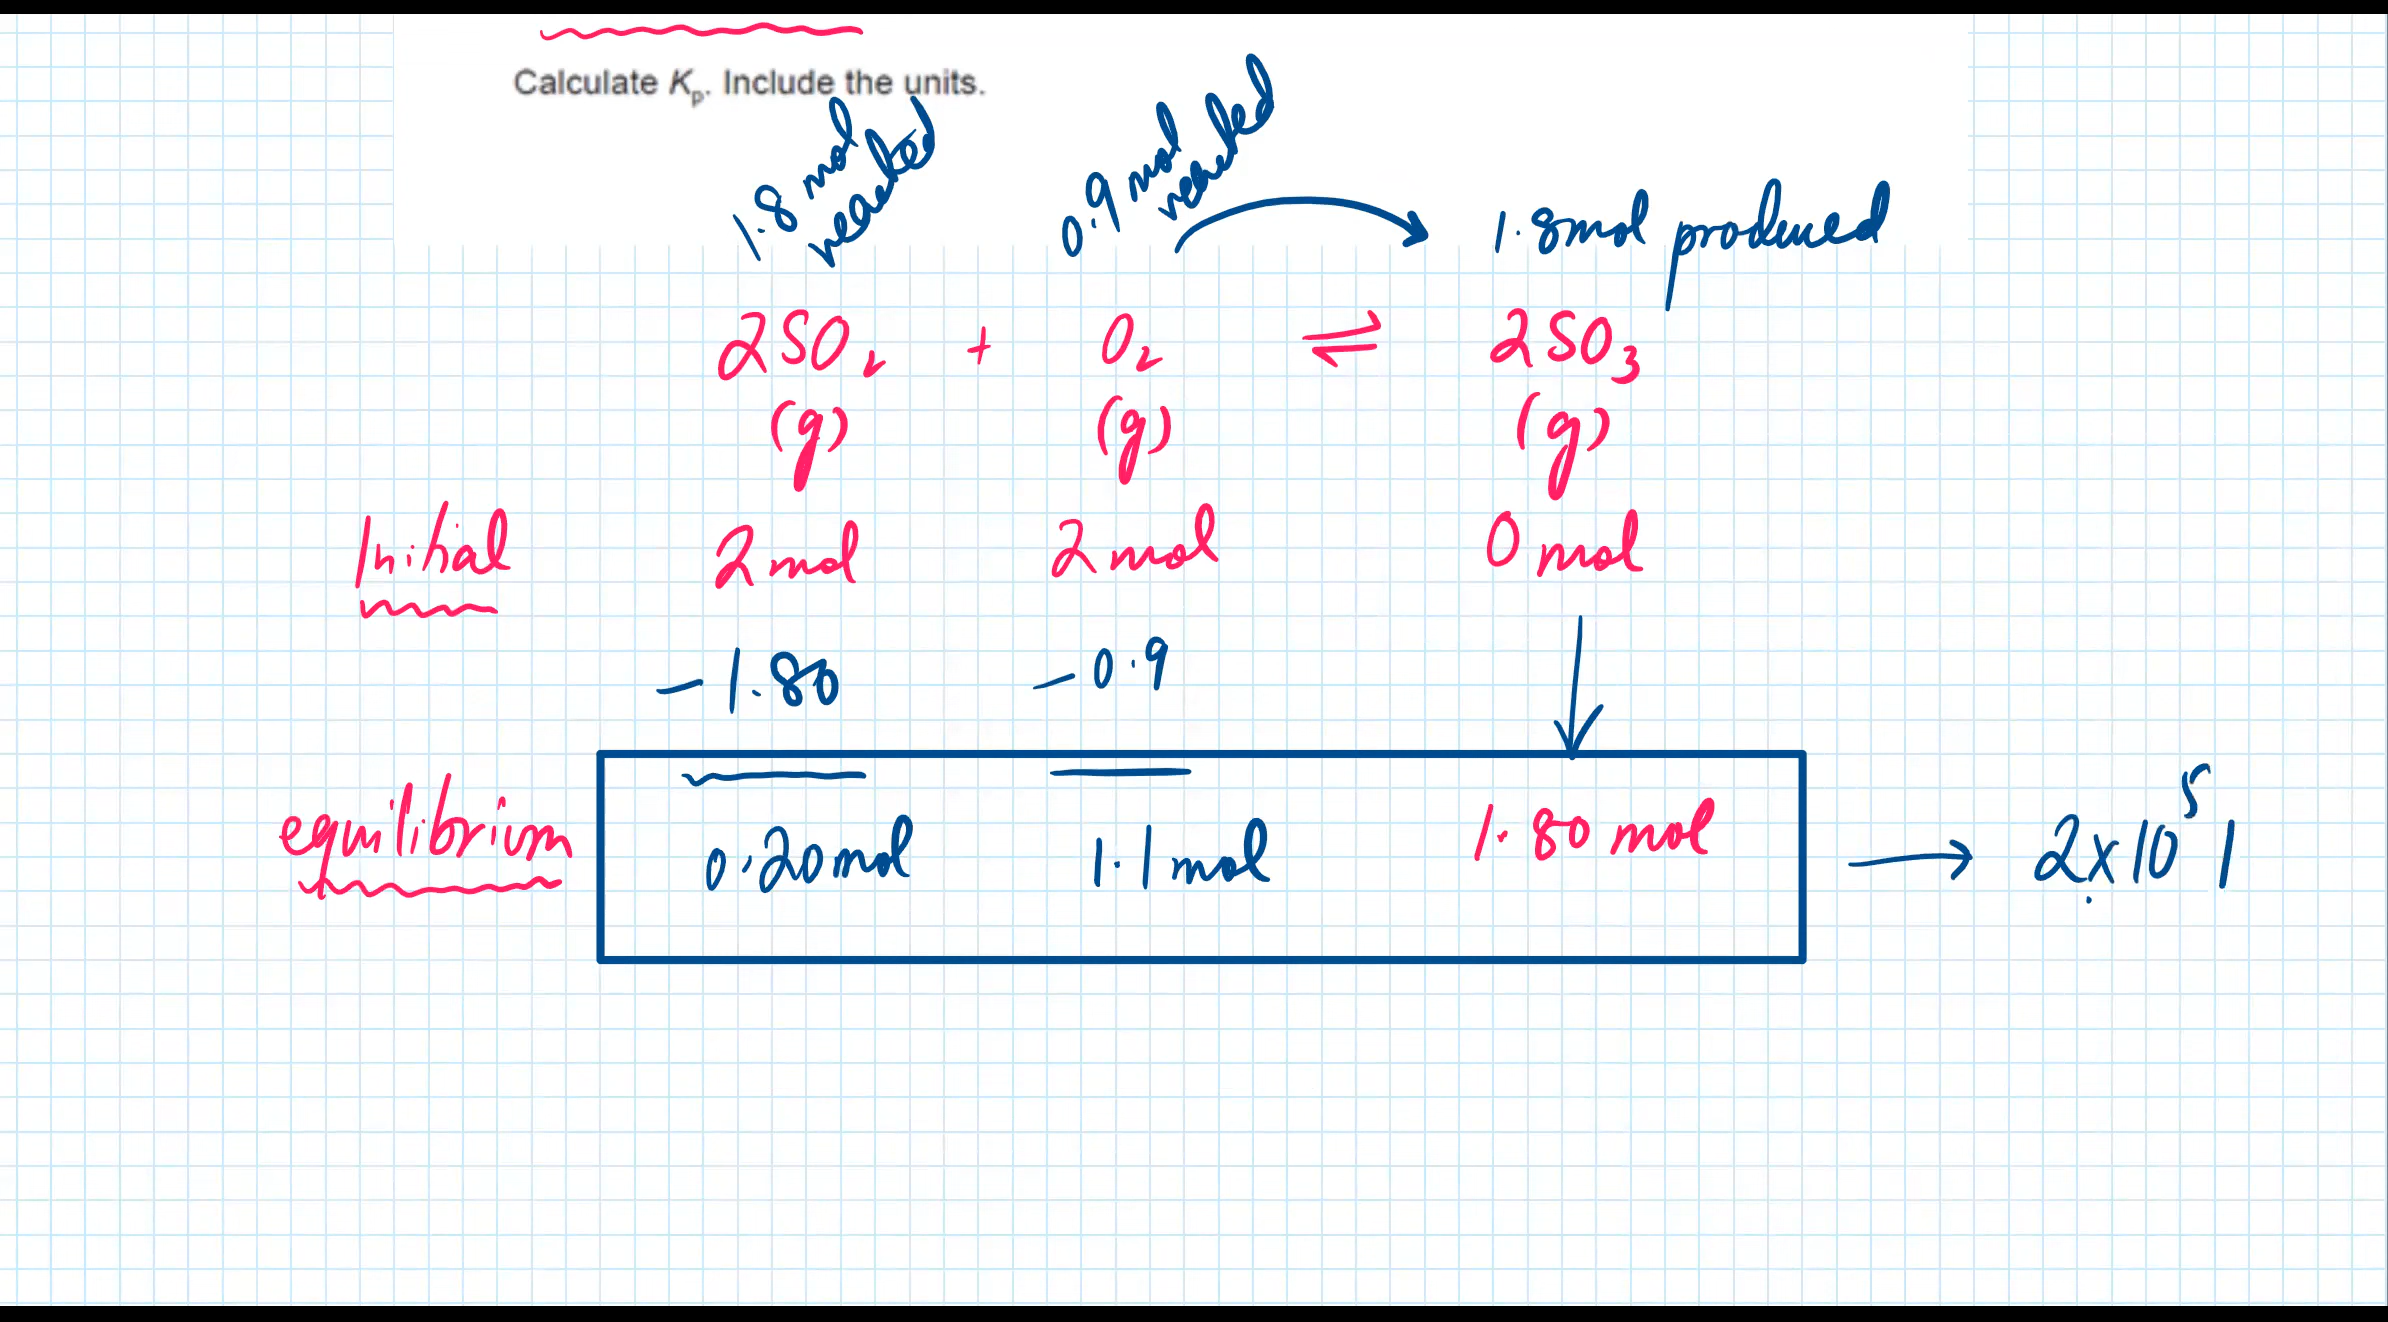 Calculate Kp. Include the units.
1.8 mol reacted
0.9 mol reacted
1.8mol produced
2SO₂ + O₂ ⇌ 2SO₃
(g) (g) (g)
Initial 2 mol 2 mol 0 mol
-1.80 -0.9
equilibrium 0.20mol 1.1mol 1.80 mol → 2×10⁵